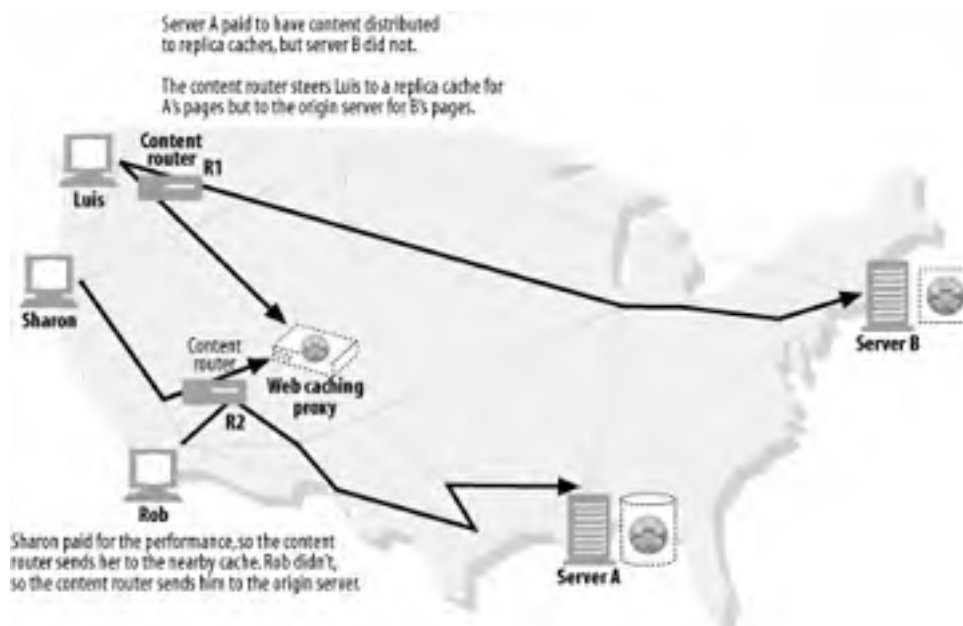 Server A paid to have content distributed
to replica caches, but server B did not.
The content router steers Luis to a replica cache for
A's pages but to the origin server for B's pages.
Content
router
R1
Luis
Sharon
Server B
Content
router
Web caching
proxy
R2
Rob
Sharon paid for the performance, so the content
router sends her to the nearby cache. Rob didn't,
so the content router sends him to the origin server.
Server A